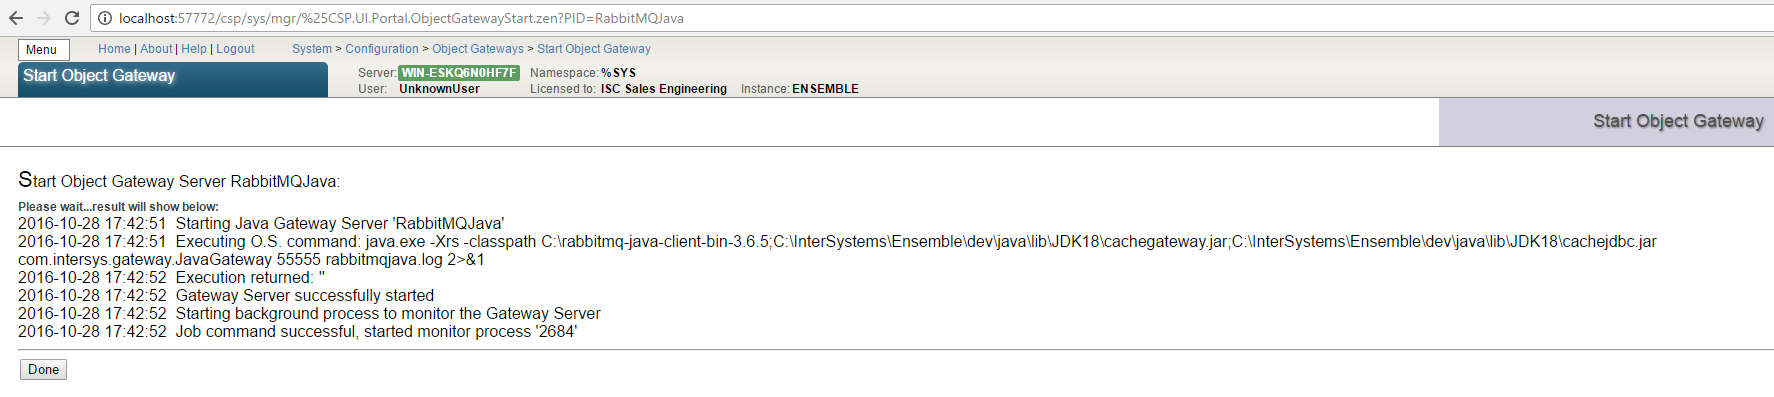 localhost:57772/csp/sys/mgr/%25CSP.UI.Portal.ObjectGatewayStart.zen?PID=RabbitMQJava
Menu Home | About | Help | Logout System > Configuration > Object Gateways > Start Object Gateway
Start Object Gateway Server: WIN-ESKQ6N0HF7F Namespace: %SYS
User: UnknownUser Licensed to: ISC Sales Engineering Instance: ENSEMBLE
Start Object Gateway
Start Object Gateway Server RabbitMQJava:
Please wait...result will show below:
2016-10-28 17:42:51 Starting Java Gateway Server 'RabbitMQJava'
2016-10-28 17:42:51 Executing O.S. command: java.exe -Xrs -classpath C:\rabbitmq-java-client-bin-3.6.5;C:\InterSystems\Ensemble\dev\java\lib\JDK18\cachegateway.jar;C:\InterSystems\Ensemble\dev\java\lib\JDK18\cachejdbc.jar
com.intersys.gateway.JavaGateway 55555 rabbitmqjava.log 2>&1
2016-10-28 17:42:52 Execution returned: ''
2016-10-28 17:42:52 Gateway Server successfully started
2016-10-28 17:42:52 Starting background process to monitor the Gateway Server
2016-10-28 17:42:52 Job command successful, started monitor process '2684'
Done